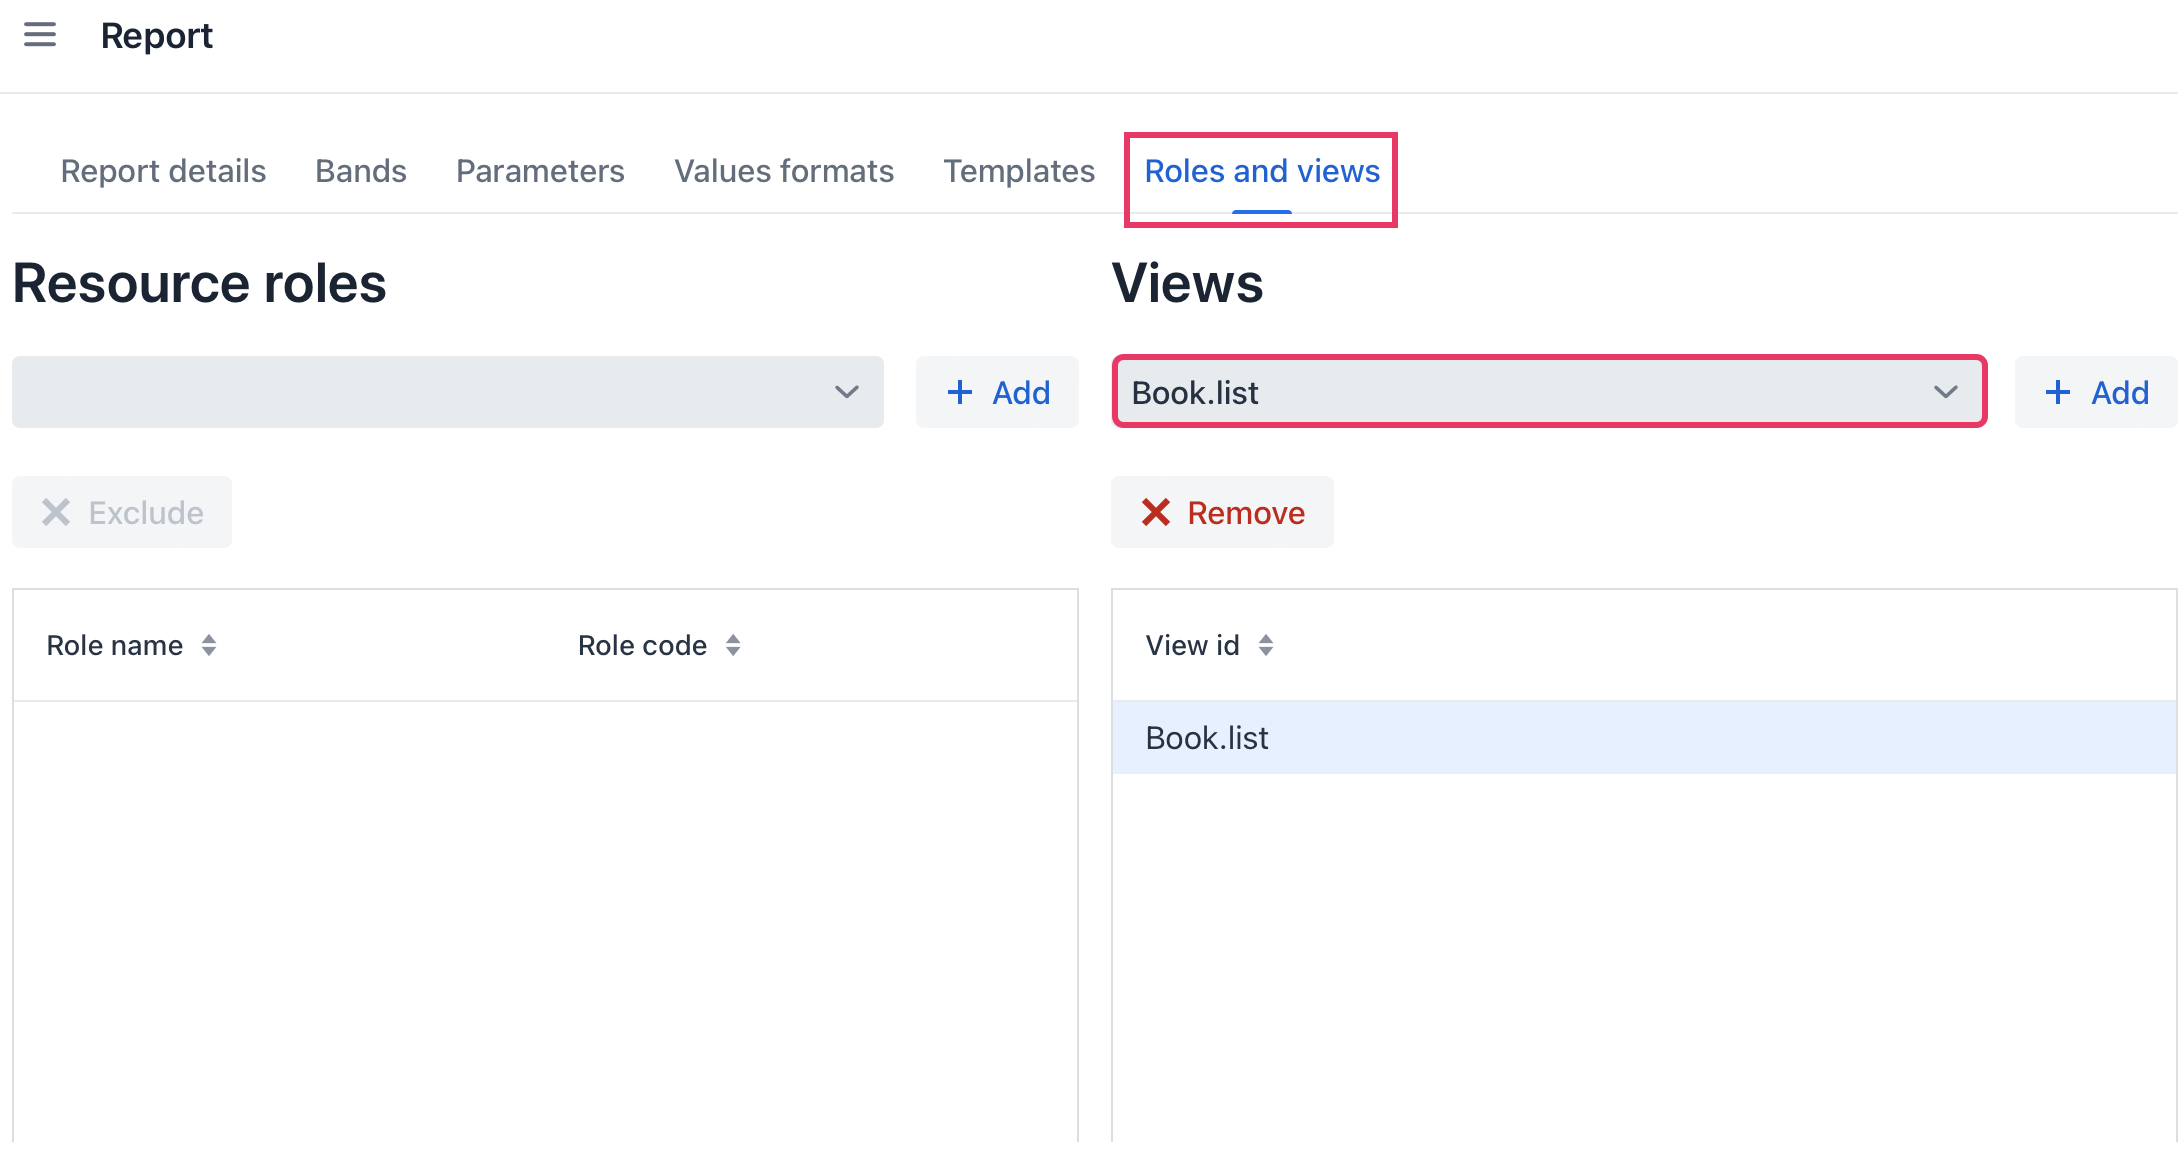 Report
Report details Bands Parameters Values formats Templates Roles and views
Resource roles Views
Add Book.list Add
Exclude Remove
Role name Role code View id
Book.list